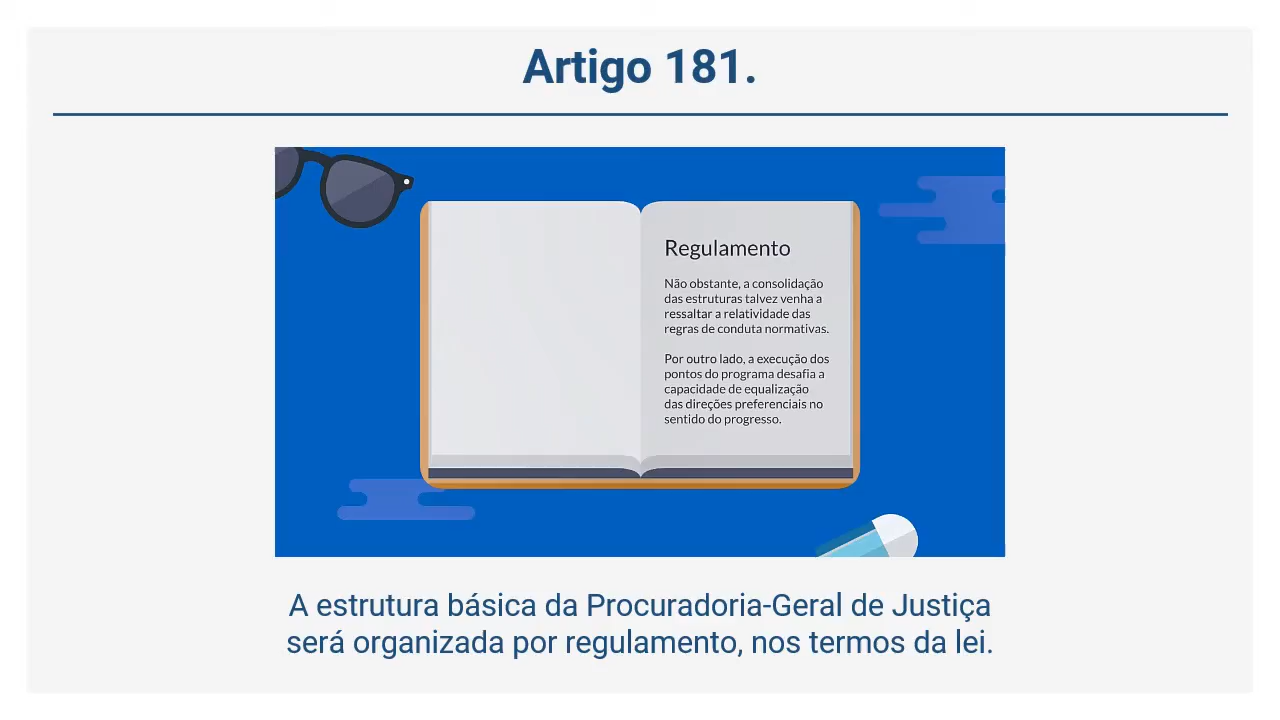 Artigo 181.
Regulamento
Não obstante, a consolidação
das estruturas talvez venha a
ressaltar a relatividade das
regras de conduta normativas.
Por outro lado, a execução dos
pontos do programa desafia a
capacidade de equalização
das direções preferenciais no
sentido do progresso.
A estrutura básica da Procuradoria-Geral de Justiça
será organizada por regulamento, nos termos da lei.